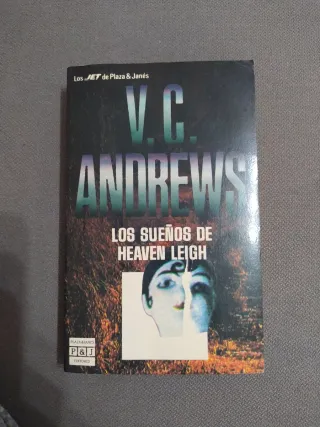 Los JET de Plaza & Janés
V. C.
ANDREWS
LOS SUEÑOS DE
HEAVEN LEIGH
P&J